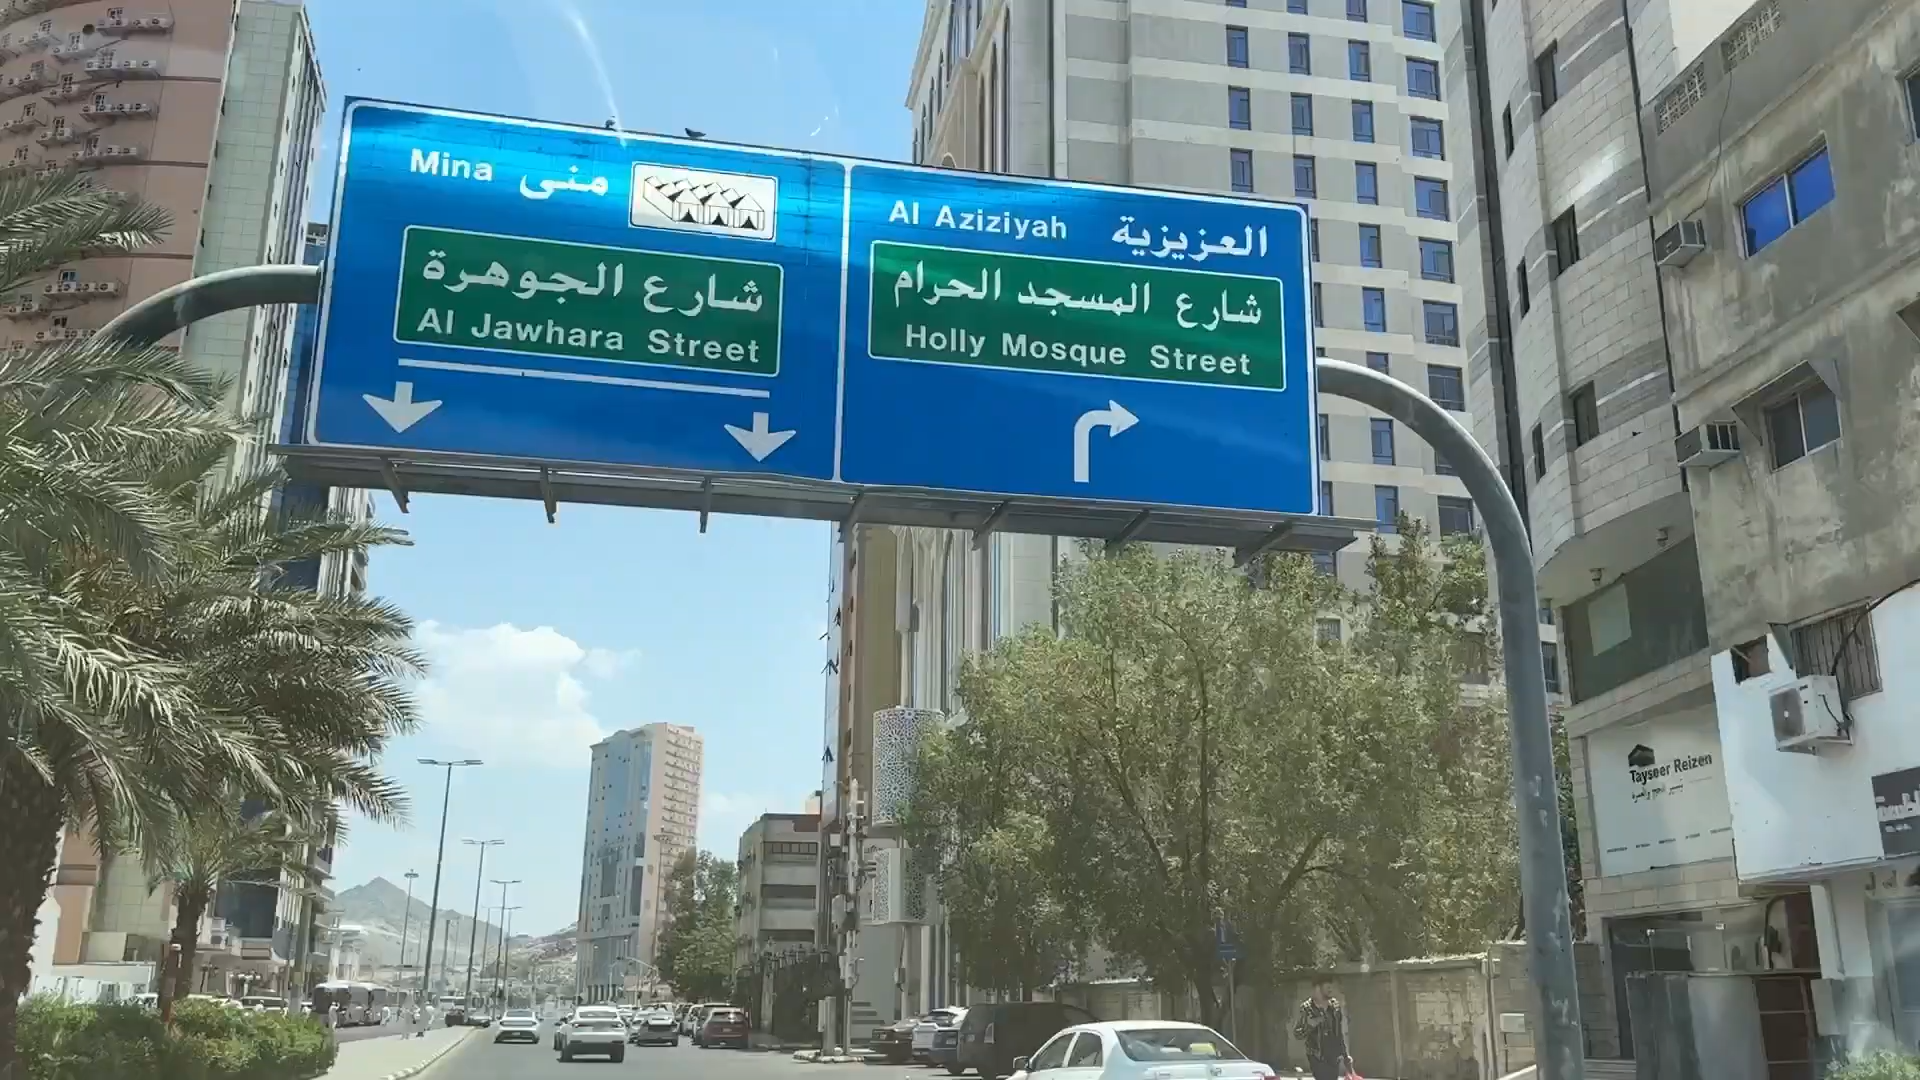 Mina منى
شارع الجوهرة
Al Jawhara Street
Al Aziziyah العزيزية
شارع المسجد الحرام
Holly Mosque Street
Tayseer Reizen